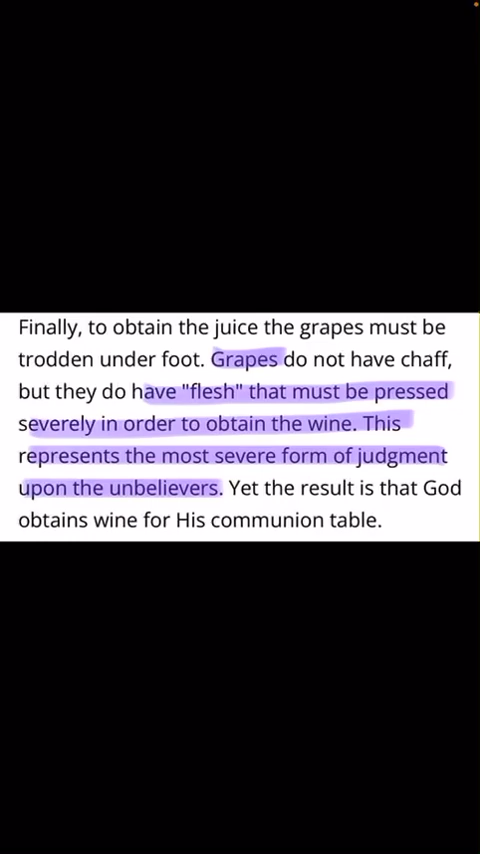 Finally, to obtain the juice the grapes must be
trodden under foot. Grapes do not have chaff,
but they do have "flesh" that must be pressed
severely in order to obtain the wine. This
represents the most severe form of judgment
upon the unbelievers. Yet the result is that God
obtains wine for His communion table.